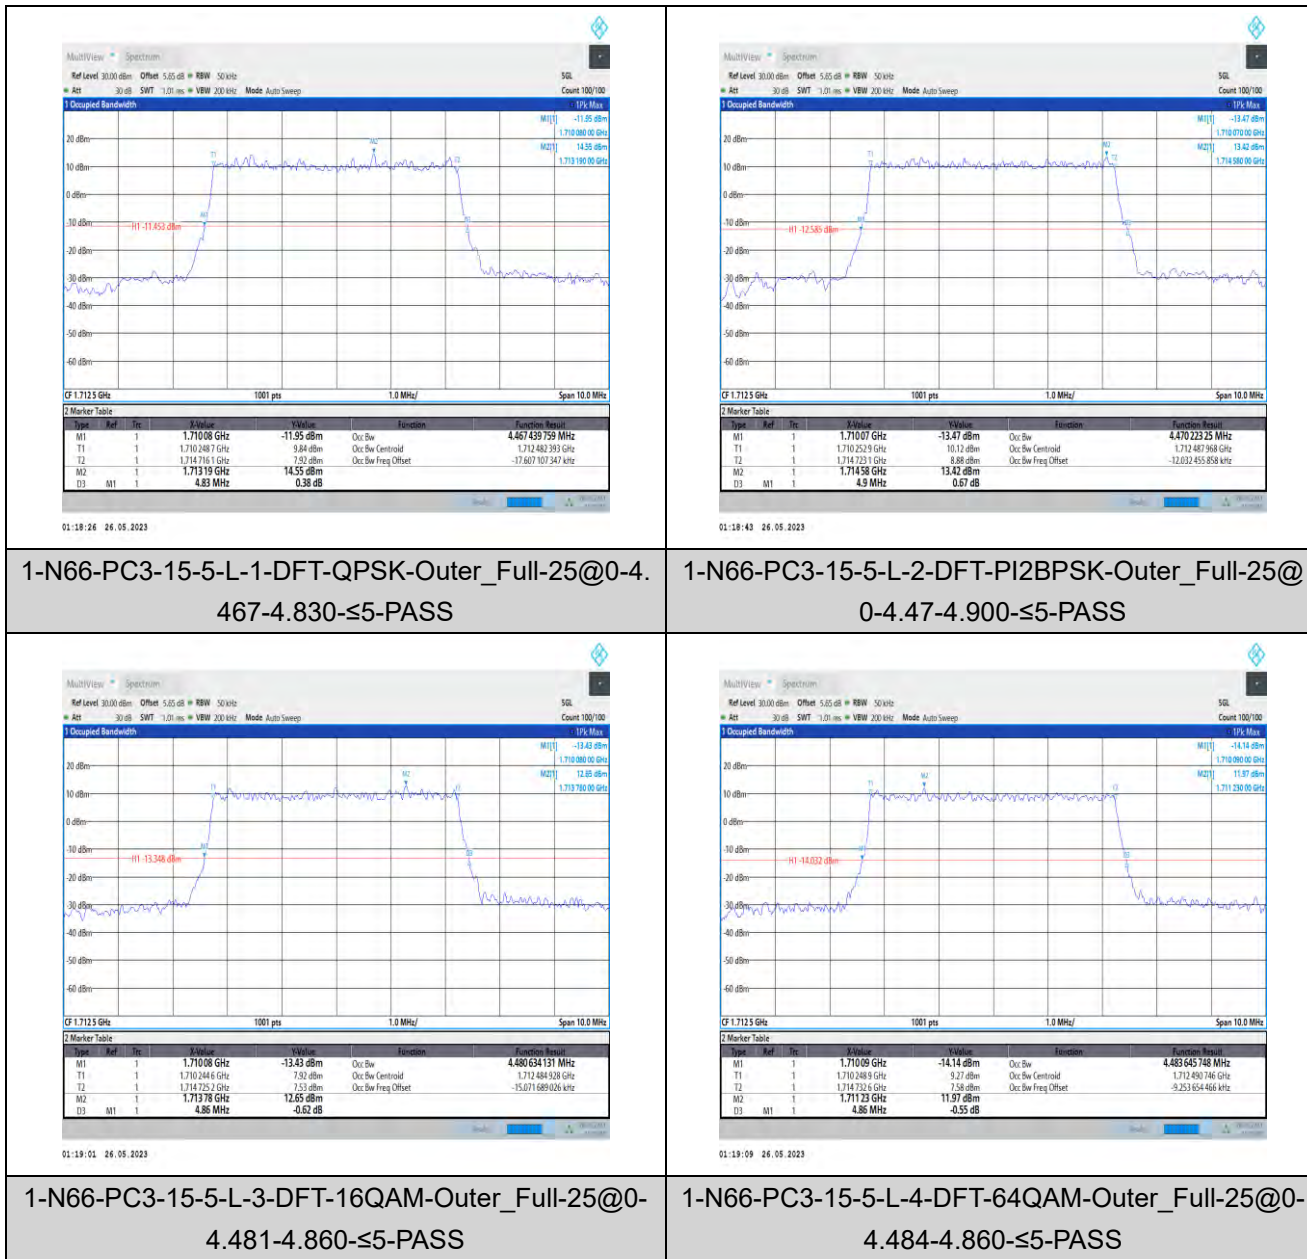 MultiView Spectrum
Ref Level 30.00 dBm Offset 5.65 dB RBW 50 kHz SGL
Att 30 dB SWT 1.01 ms VBW 200 kHz Mode Auto Sweep Count 100/100
1 Occupied Bandwidth 1Pk Max
M1[1] -11.95 dBm
1.710 080 00 GHz
M2[1] 14.55 dBm
1.713 190 00 GHz
20 dBm
10 dBm
0 dBm
-10 dBm
H1 -11.453 dBm
-20 dBm
-30 dBm
-40 dBm
-50 dBm
-60 dBm
CF 1.712 5 GHz 1001 pts 1.0 MHz/ Span 10.0 MHz
2 Marker Table
Type Ref Trc X-Value Y-Value Function Function Result
M1 1 1.710 08 GHz -11.95 dBm Occ Bw 4.467 439 759 MHz
T1 1 1.710 248 7 GHz 9.84 dBm Occ Bw Centroid 1.712 482 393 GHz
T2 1 1.714 716 1 GHz 7.92 dBm Occ Bw Freq Offset -17.607 107 347 kHz
M2 1 1.713 19 GHz 14.55 dBm
D3 M1 1 4.83 MHz 0.38 dB
01:18:26 26.05.2023
1-N66-PC3-15-5-L-1-DFT-QPSK-Outer_Full-25@0-4.
467-4.830-≤5-PASS
MultiView Spectrum
Ref Level 30.00 dBm Offset 5.65 dB RBW 50 kHz SGL
Att 30 dB SWT 1.01 ms VBW 200 kHz Mode Auto Sweep Count 100/100
1 Occupied Bandwidth 1Pk Max
M1[1] -13.47 dBm
1.710 070 00 GHz
M2[1] 13.42 dBm
1.714 580 00 GHz
20 dBm
10 dBm
0 dBm
-10 dBm
H1 -12.585 dBm
-20 dBm
-30 dBm
-40 dBm
-50 dBm
-60 dBm
CF 1.712 5 GHz 1001 pts 1.0 MHz/ Span 10.0 MHz
2 Marker Table
Type Ref Trc X-Value Y-Value Function Function Result
M1 1 1.710 07 GHz -13.47 dBm Occ Bw 4.470 223 25 MHz
T1 1 1.710 252 9 GHz 10.12 dBm Occ Bw Centroid 1.712 487 968 GHz
T2 1 1.714 723 1 GHz 8.88 dBm Occ Bw Freq Offset -12.032 455 858 kHz
M2 1 1.714 58 GHz 13.42 dBm
D3 M1 1 4.9 MHz 0.67 dB
01:18:43 26.05.2023
1-N66-PC3-15-5-L-2-DFT-PI2BPSK-Outer_Full-25@
0-4.47-4.900-≤5-PASS
MultiView Spectrum
Ref Level 30.00 dBm Offset 5.65 dB RBW 50 kHz SGL
Att 30 dB SWT 1.01 ms VBW 200 kHz Mode Auto Sweep Count 100/100
1 Occupied Bandwidth 1Pk Max
M1[1] -13.43 dBm
1.710 080 00 GHz
M2[1] 12.65 dBm
1.713 780 00 GHz
20 dBm
10 dBm
0 dBm
-10 dBm
H1 -13.348 dBm
-20 dBm
-30 dBm
-40 dBm
-50 dBm
-60 dBm
CF 1.712 5 GHz 1001 pts 1.0 MHz/ Span 10.0 MHz
2 Marker Table
Type Ref Trc X-Value Y-Value Function Function Result
M1 1 1.710 08 GHz -13.43 dBm Occ Bw 4.480 634 131 MHz
T1 1 1.710 244 6 GHz 7.92 dBm Occ Bw Centroid 1.712 484 928 GHz
T2 1 1.714 725 2 GHz 7.53 dBm Occ Bw Freq Offset -15.071 689 026 kHz
M2 1 1.713 78 GHz 12.65 dBm
D3 M1 1 4.86 MHz -0.62 dB
01:19:01 26.05.2023
1-N66-PC3-15-5-L-3-DFT-16QAM-Outer_Full-25@0-
4.481-4.860-≤5-PASS
MultiView Spectrum
Ref Level 30.00 dBm Offset 5.65 dB RBW 50 kHz SGL
Att 30 dB SWT 1.01 ms VBW 200 kHz Mode Auto Sweep Count 100/100
1 Occupied Bandwidth 1Pk Max
M1[1] -14.14 dBm
1.710 090 00 GHz
M2[1] 11.97 dBm
1.711 230 00 GHz
20 dBm
10 dBm
0 dBm
-10 dBm
H1 -14.032 dBm
-20 dBm
-30 dBm
-40 dBm
-50 dBm
-60 dBm
CF 1.712 5 GHz 1001 pts 1.0 MHz/ Span 10.0 MHz
2 Marker Table
Type Ref Trc X-Value Y-Value Function Function Result
M1 1 1.710 09 GHz -14.14 dBm Occ Bw 4.483 645 748 MHz
T1 1 1.710 248 9 GHz 9.27 dBm Occ Bw Centroid 1.712 490 746 GHz
T2 1 1.714 732 6 GHz 7.58 dBm Occ Bw Freq Offset -9.253 654 466 kHz
M2 1 1.711 23 GHz 11.97 dBm
D3 M1 1 4.86 MHz -0.55 dB
01:19:09 26.05.2023
1-N66-PC3-15-5-L-4-DFT-64QAM-Outer_Full-25@0-
4.484-4.860-≤5-PASS